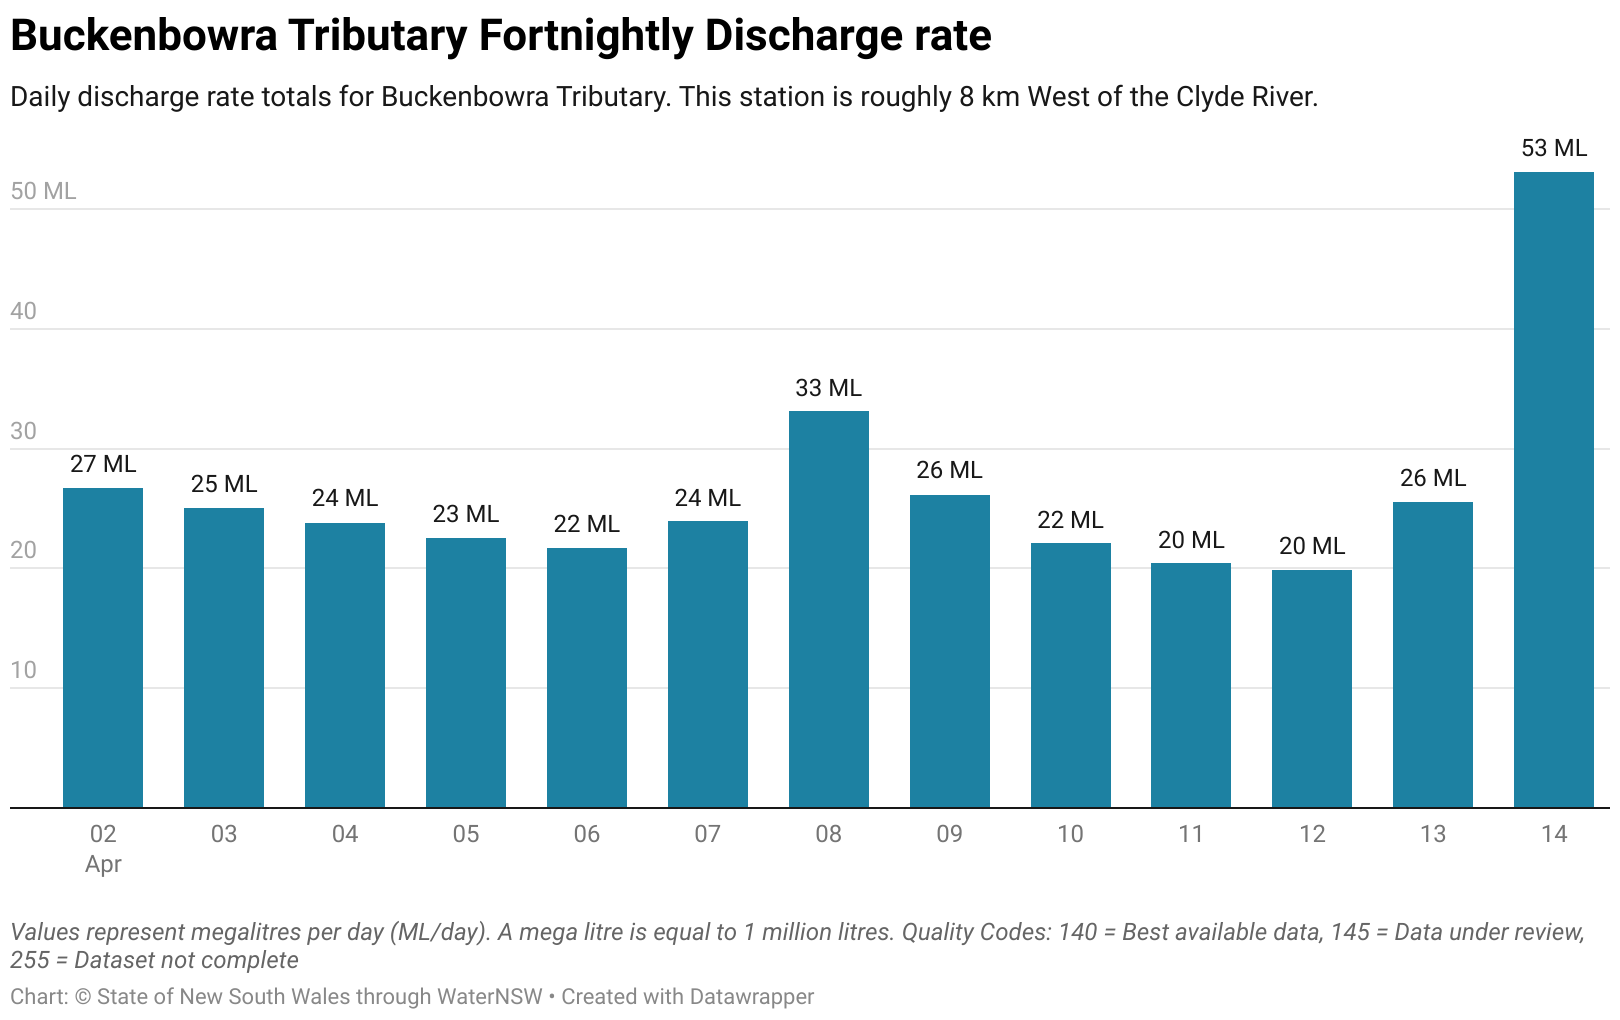 Buckenbowra Tributary Fortnightly Discharge rate
Daily discharge rate totals for Buckenbowra Tributary. This station is roughly 8 km West of the Clyde River.
50 ML
40
30
20
10
27 ML
25 ML
24 ML
23 ML
22 ML
24 ML
33 ML
26 ML
22 ML
20 ML
20 ML
26 ML
53 ML
02 03 04 05 06 07 08 09 10 11 12 13 14
Apr
Values represent megalitres per day (ML/day). A mega litre is equal to 1 million litres. Quality Codes: 140 = Best available data, 145 = Data under review,
255 = Dataset not complete
Chart: © State of New South Wales through WaterNSW • Created with Datawrapper